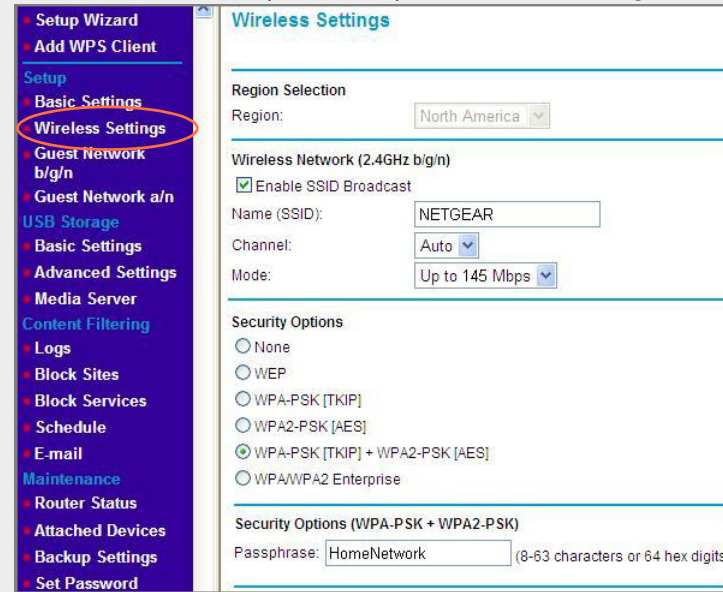 Setup Wizard
Add WPS Client
Setup
Basic Settings
Wireless Settings
Guest Network
b/g/n
Guest Network a/n
USB Storage
Basic Settings
Advanced Settings
Media Server
Content Filtering
Logs
Block Sites
Block Services
Schedule
E-mail
Maintenance
Router Status
Attached Devices
Backup Settings
Set Password
Wireless Settings
Region Selection
Region: North America
Wireless Network (2.4GHz b/g/n)
Enable SSID Broadcast
Name (SSID): NETGEAR
Channel: Auto
Mode: Up to 145 Mbps
Security Options
None
WEP
WPA-PSK [TKIP]
WPA2-PSK [AES]
WPA-PSK [TKIP] + WPA2-PSK [AES]
WPA/WPA2 Enterprise
Security Options (WPA-PSK + WPA2-PSK)
Passphrase: HomeNetwork (8-63 characters or 64 hex digits